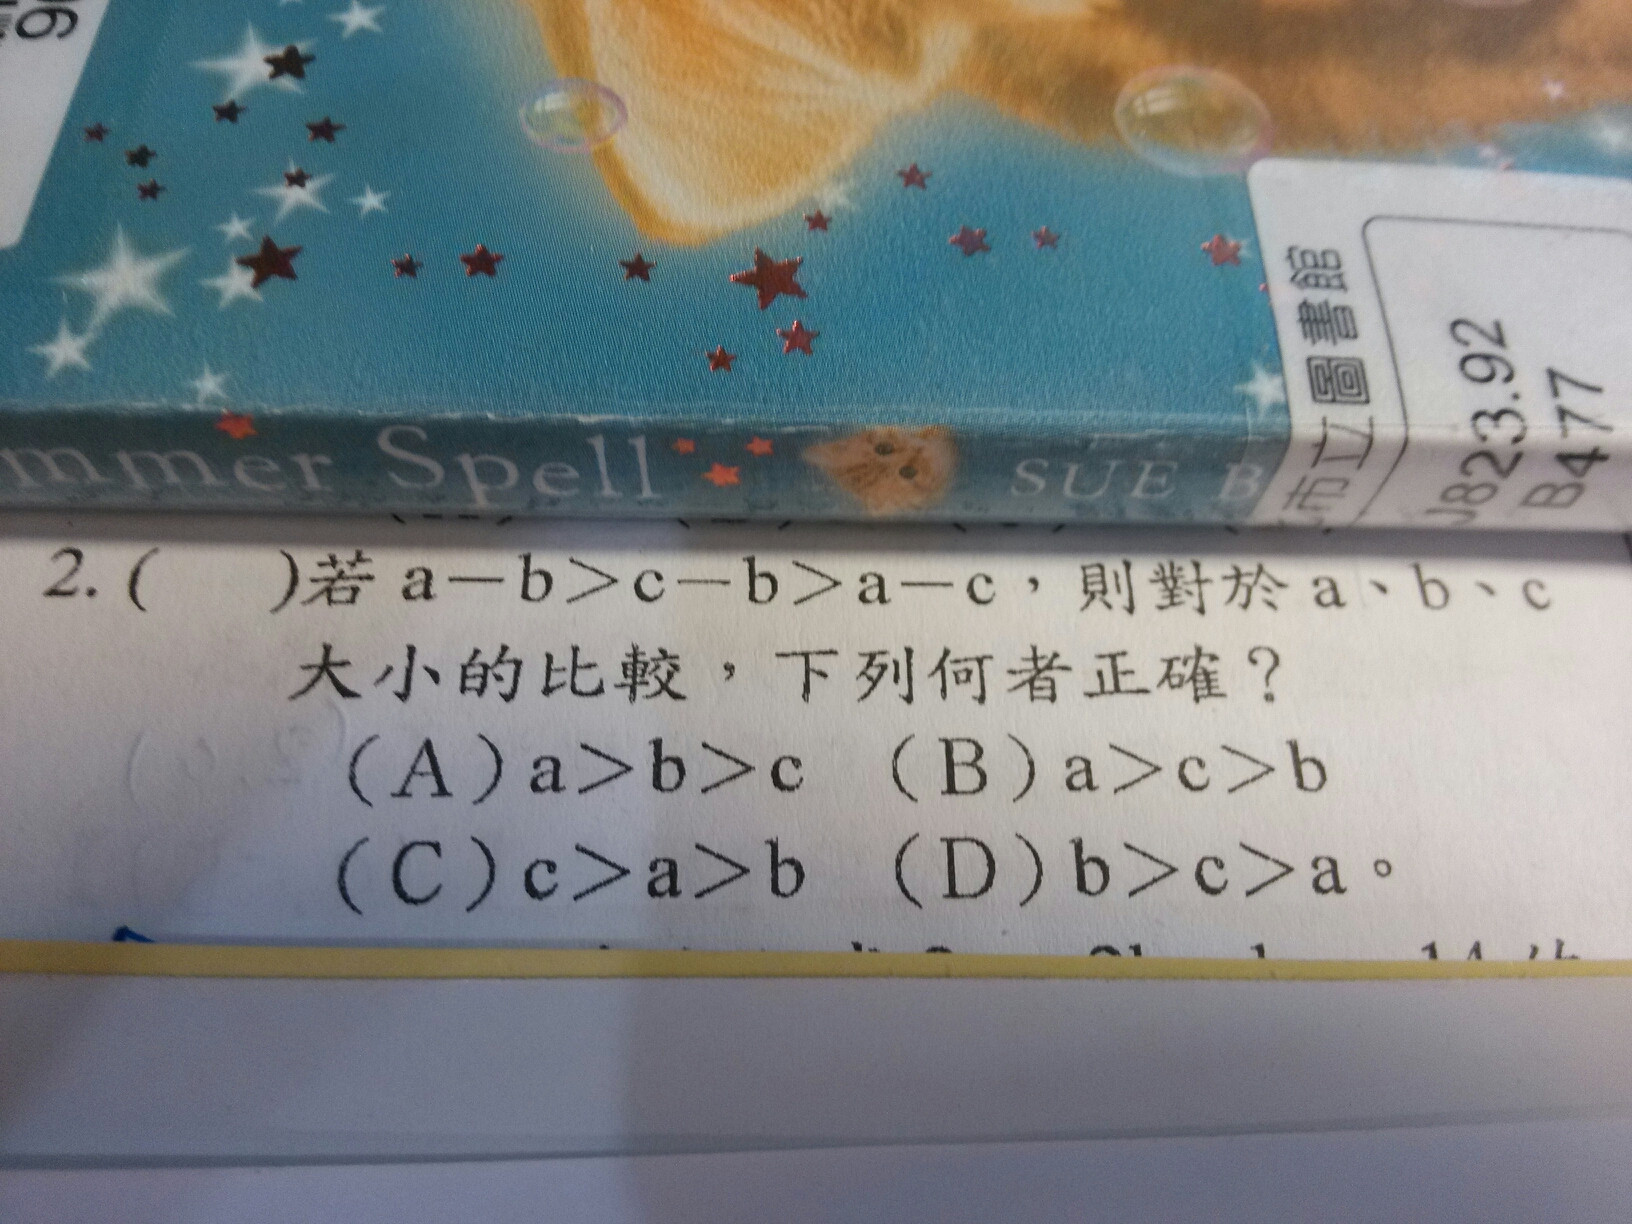 mmer Spell SUE B
市立圖書館
J823.92
B477
2. ( )若 a－b＞c－b＞a－c，則對於 a、b、c
大小的比較，下列何者正確？
（A）a＞b＞c （B）a＞c＞b
（C）c＞a＞b （D）b＞c＞a。